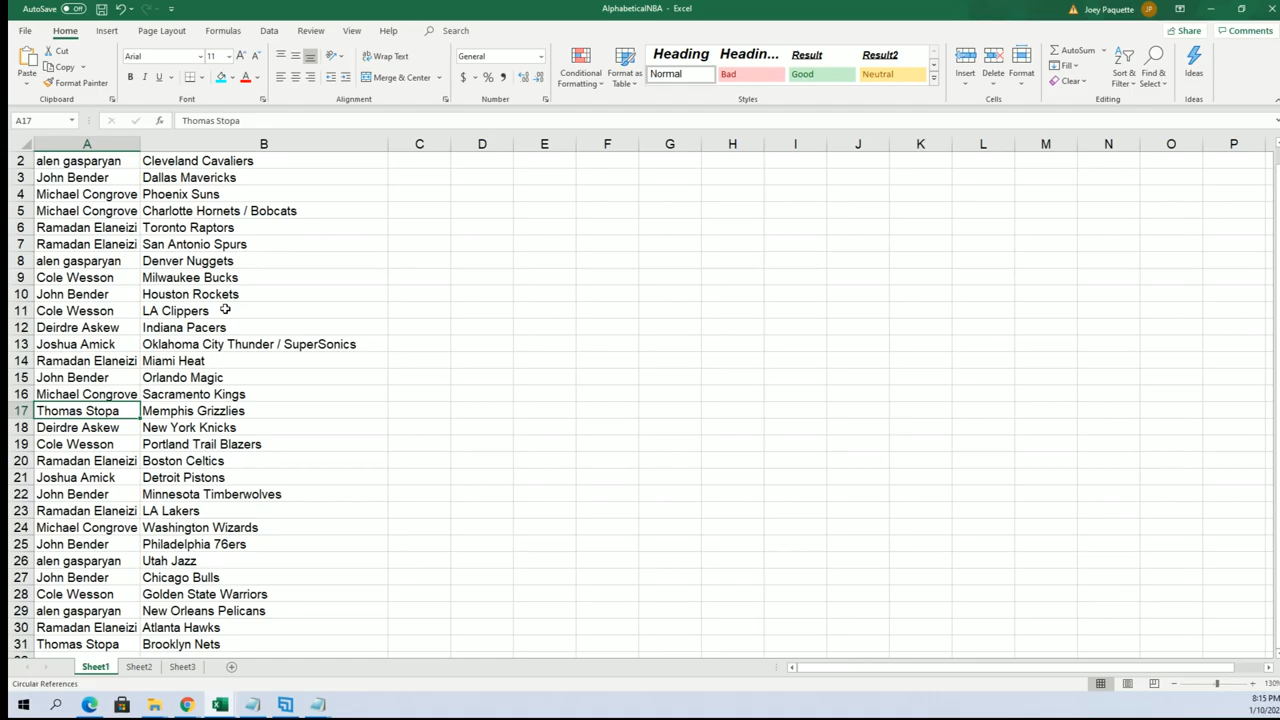 AutoSave Off AlphabeticalNBA - Excel Joey Paquette JP
File Home Insert Page Layout Formulas Data Review View Help Search Share Comments
Cut
Copy
Format Painter
Paste
Clipboard
Arial 11
B I U
Font
Wrap Text
Merge & Center
Alignment
General
$ % 9
Number
Conditional Formatting
Format as Table
Heading Headin... Result Result2
Normal Bad Good Neutral
Styles
Insert Delete Format
Cells
AutoSum
Fill
Clear
Sort & Filter
Find & Select
Editing
Ideas
Ideas
A17 Thomas Stopa
A B C D E F G H I J K L M N O P
2 alen gasparyan Cleveland Cavaliers
3 John Bender Dallas Mavericks
4 Michael Congrove Phoenix Suns
5 Michael Congrove Charlotte Hornets / Bobcats
6 Ramadan Elaneizi Toronto Raptors
7 Ramadan Elaneizi San Antonio Spurs
8 alen gasparyan Denver Nuggets
9 Cole Wesson Milwaukee Bucks
10 John Bender Houston Rockets
11 Cole Wesson LA Clippers
12 Deirdre Askew Indiana Pacers
13 Joshua Amick Oklahoma City Thunder / SuperSonics
14 Ramadan Elaneizi Miami Heat
15 John Bender Orlando Magic
16 Michael Congrove Sacramento Kings
17 Thomas Stopa Memphis Grizzlies
18 Deirdre Askew New York Knicks
19 Cole Wesson Portland Trail Blazers
20 Ramadan Elaneizi Boston Celtics
21 Joshua Amick Detroit Pistons
22 John Bender Minnesota Timberwolves
23 Ramadan Elaneizi LA Lakers
24 Michael Congrove Washington Wizards
25 John Bender Philadelphia 76ers
26 alen gasparyan Utah Jazz
27 John Bender Chicago Bulls
28 Cole Wesson Golden State Warriors
29 alen gasparyan New Orleans Pelicans
30 Ramadan Elaneizi Atlanta Hawks
31 Thomas Stopa Brooklyn Nets
Sheet1 Sheet2 Sheet3
Circular References 130%
8:15 PM
1/10/202